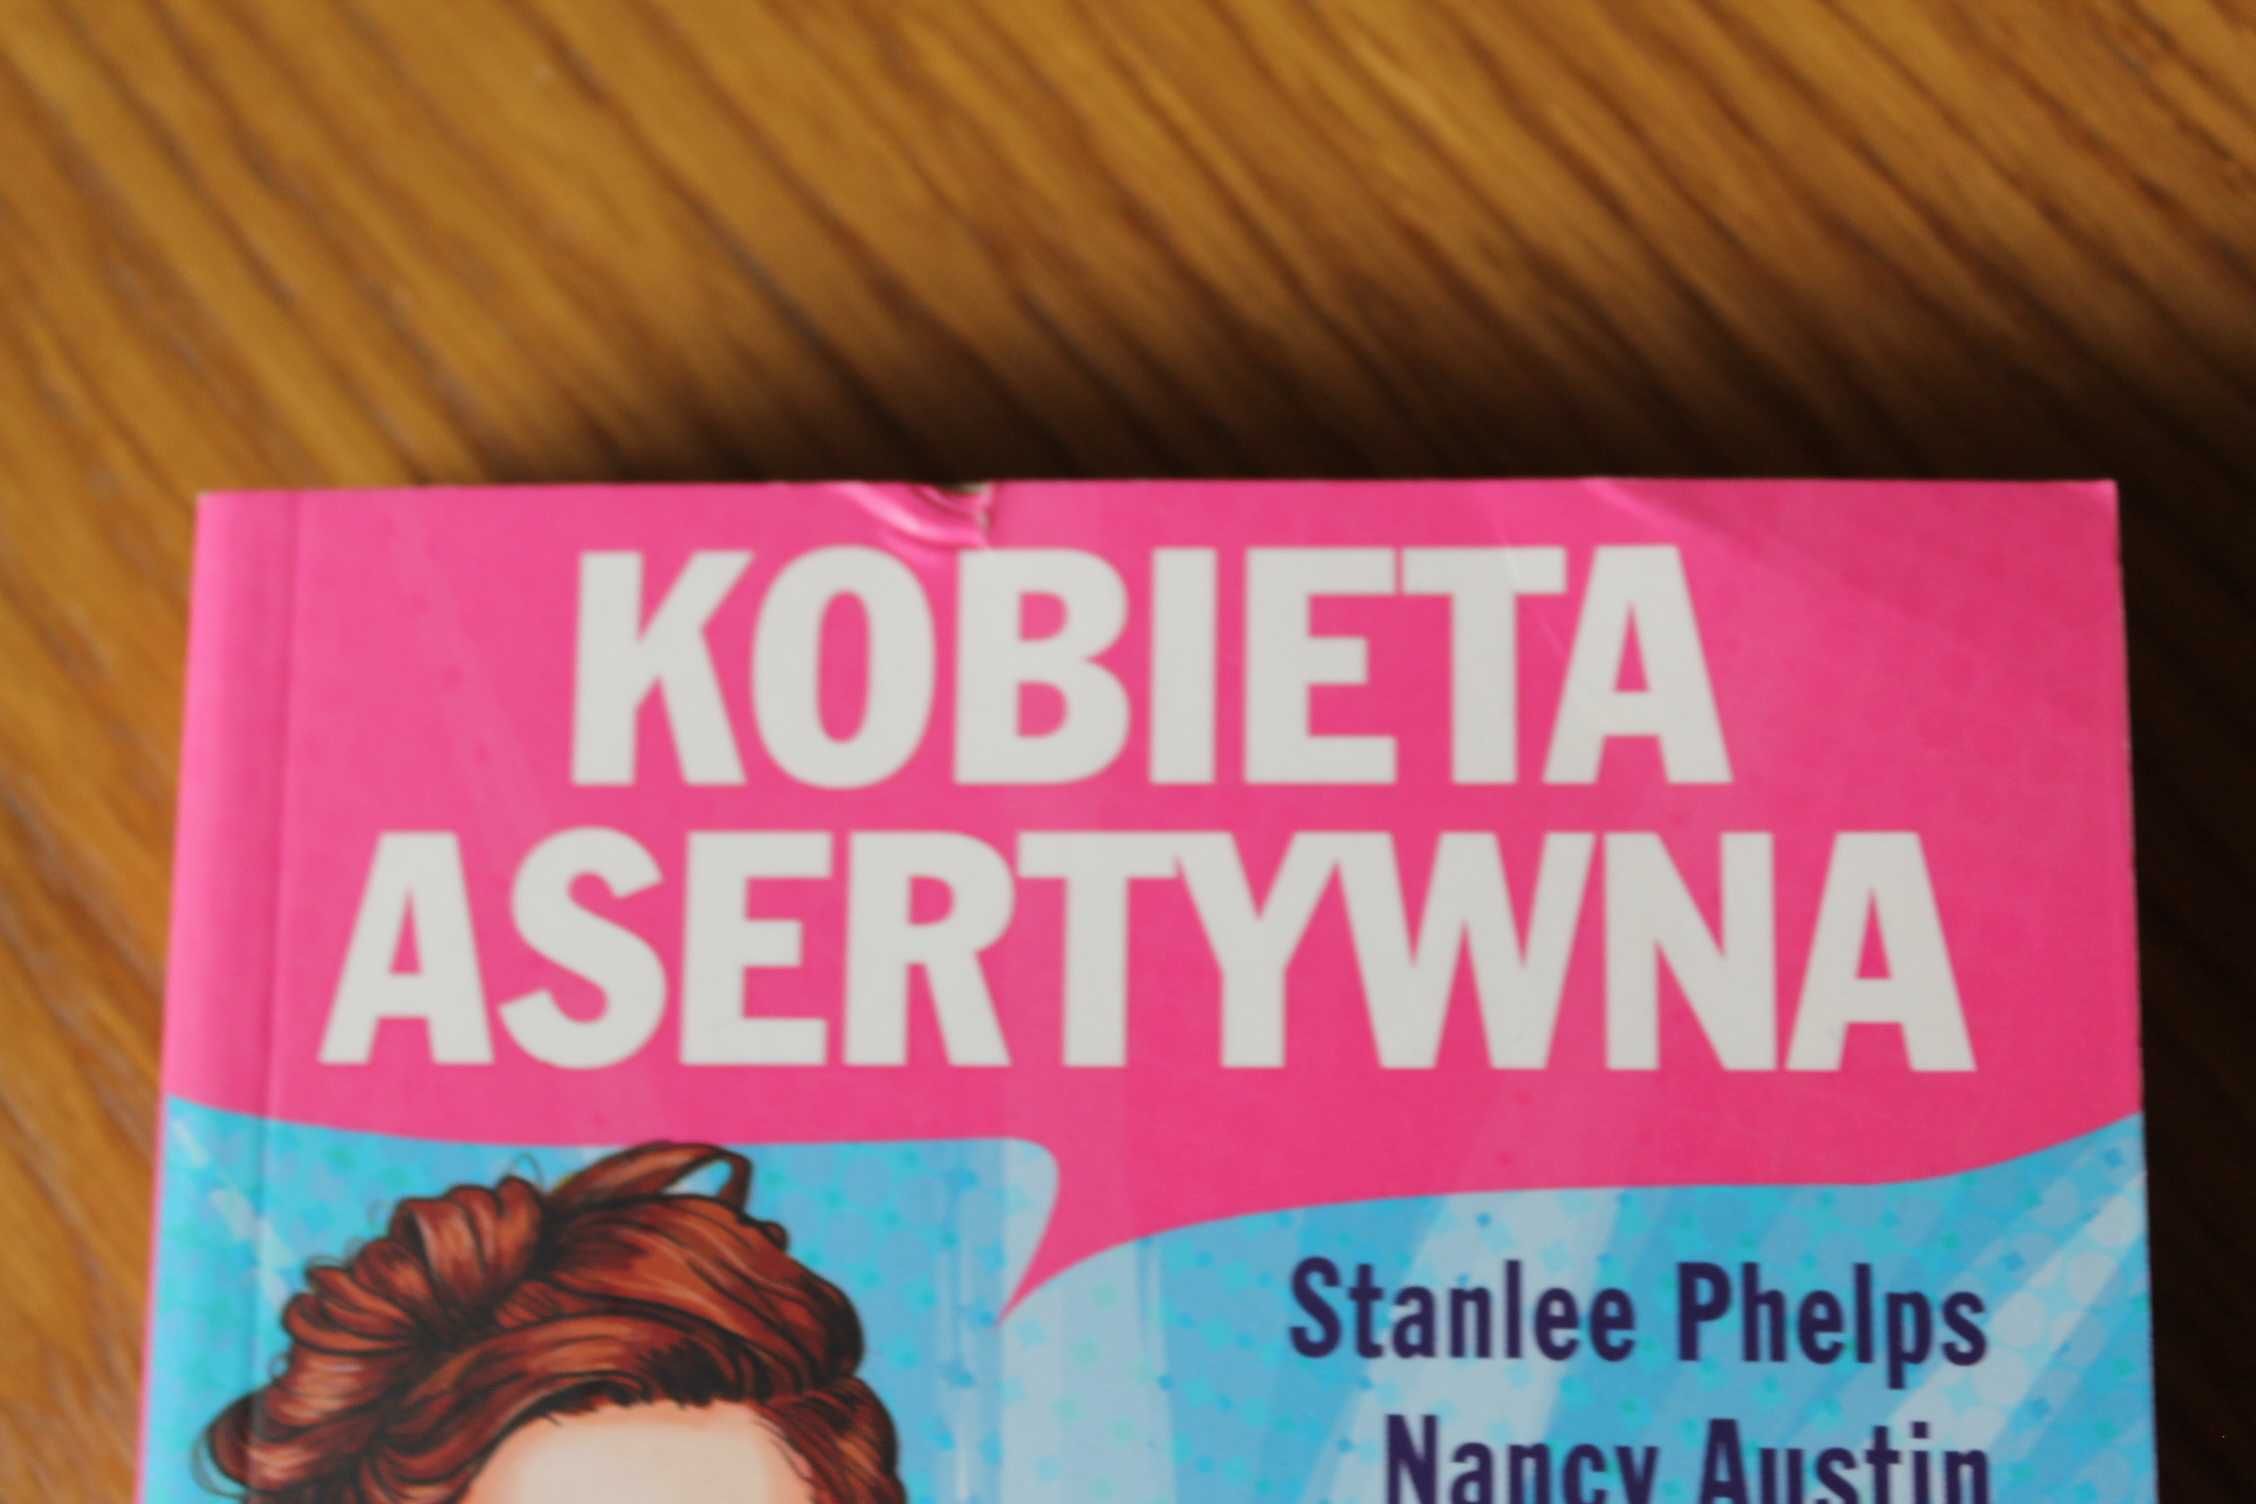 KOBIETA
ASERTYWNA
Stanlee Phelps
Nancy Austin